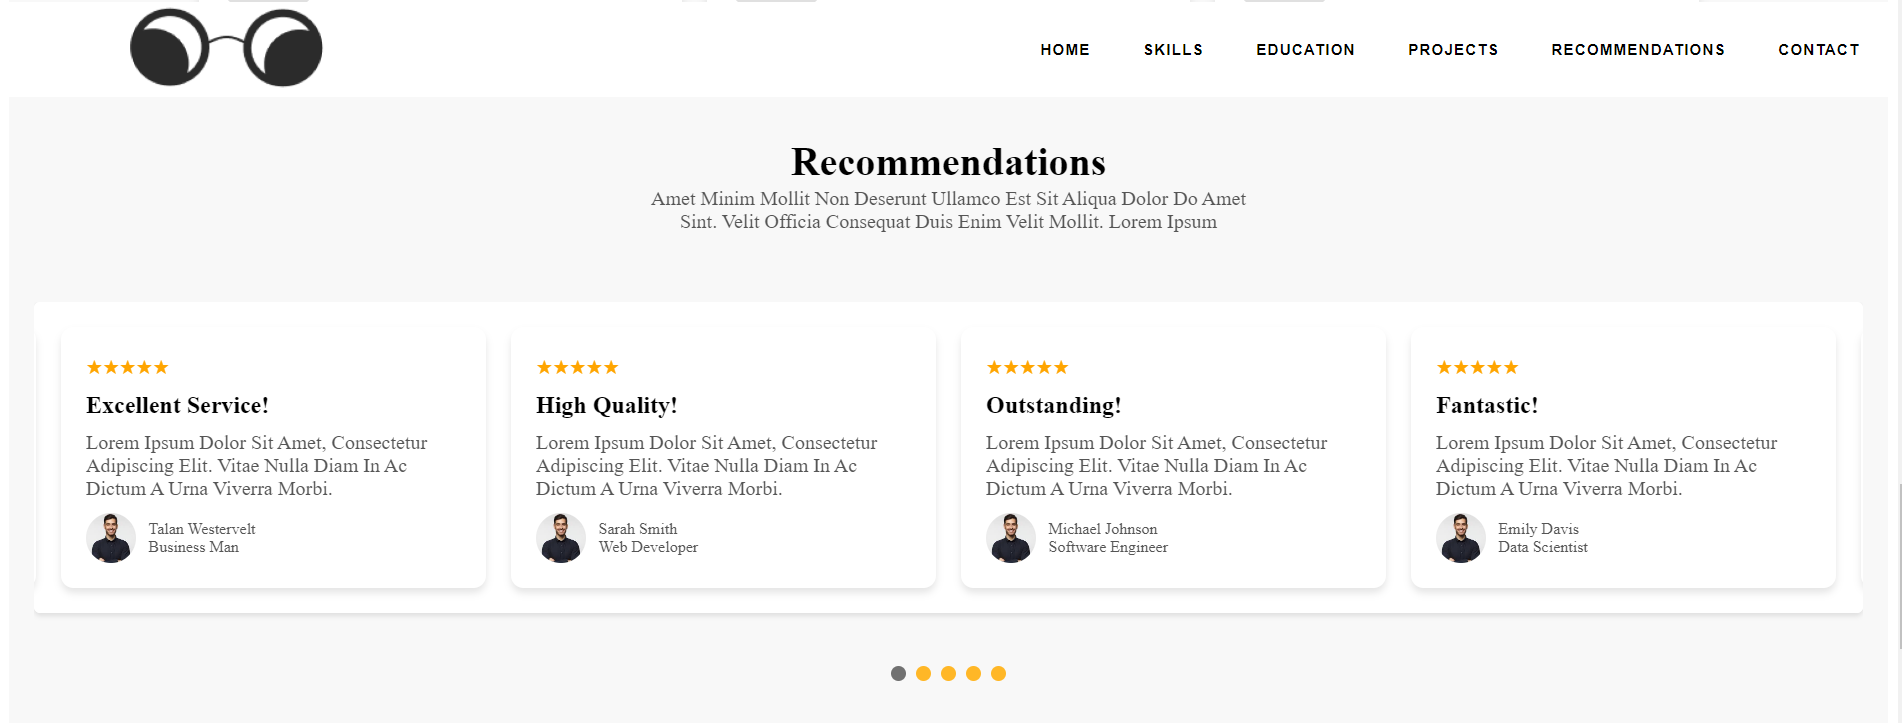 HOME SKILLS EDUCATION PROJECTS RECOMMENDATIONS CONTACT
Recommendations
Amet Minim Mollit Non Deserunt Ullamco Est Sit Aliqua Dolor Do Amet
Sint. Velit Officia Consequat Duis Enim Velit Mollit. Lorem Ipsum
★★★★★
Excellent Service!
Lorem Ipsum Dolor Sit Amet, Consectetur
Adipiscing Elit. Vitae Nulla Diam In Ac
Dictum A Urna Viverra Morbi.
Talan Westervelt
Business Man
★★★★★
High Quality!
Lorem Ipsum Dolor Sit Amet, Consectetur
Adipiscing Elit. Vitae Nulla Diam In Ac
Dictum A Urna Viverra Morbi.
Sarah Smith
Web Developer
★★★★★
Outstanding!
Lorem Ipsum Dolor Sit Amet, Consectetur
Adipiscing Elit. Vitae Nulla Diam In Ac
Dictum A Urna Viverra Morbi.
Michael Johnson
Software Engineer
★★★★★
Fantastic!
Lorem Ipsum Dolor Sit Amet, Consectetur
Adipiscing Elit. Vitae Nulla Diam In Ac
Dictum A Urna Viverra Morbi.
Emily Davis
Data Scientist